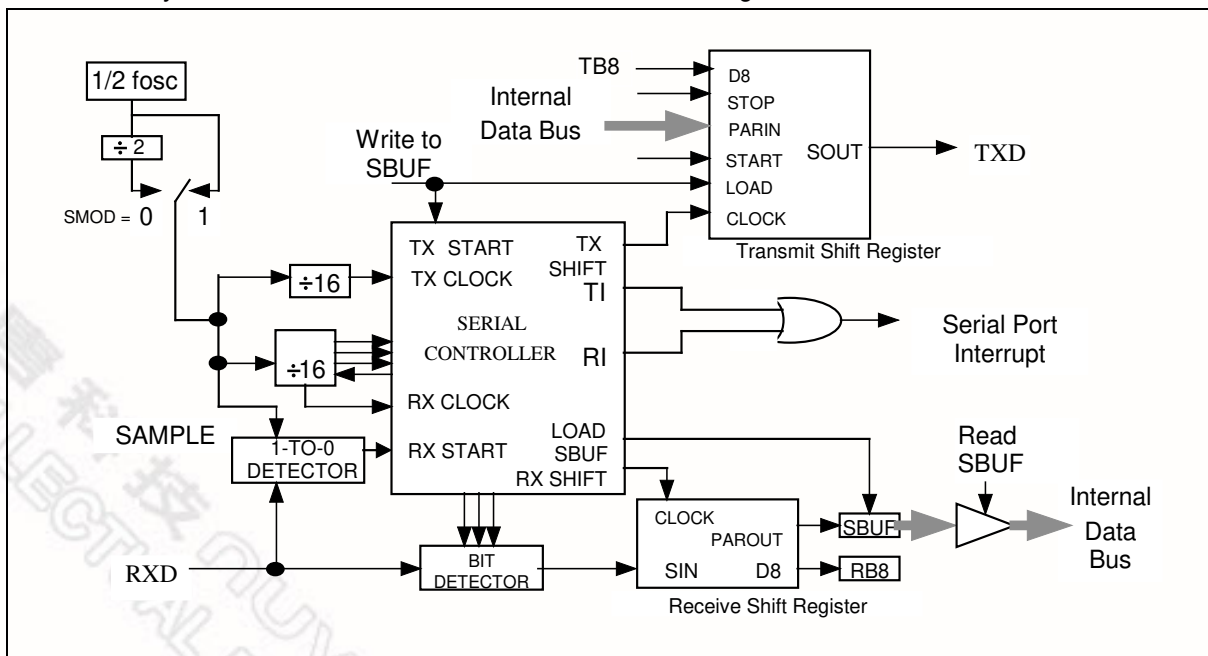 1/2 fosc
÷ 2
SMOD = 0 1
÷16
÷16
SAMPLE
1-TO-0
DETECTOR
RXD
Write to
SBUF
Internal
Data Bus
TB8
D8
STOP
PARIN
START
LOAD
CLOCK
SOUT
TXD
Transmit Shift Register
TX START
TX CLOCK
SERIAL
CONTROLLER
RX CLOCK
RX START
TX
SHIFT
TI
RI
LOAD
SBUF
RX SHIFT
Serial Port
Interrupt
BIT
DETECTOR
CLOCK
PAROUT
SIN D8
Receive Shift Register
SBUF
RB8
Read
SBUF
Internal
Data
Bus